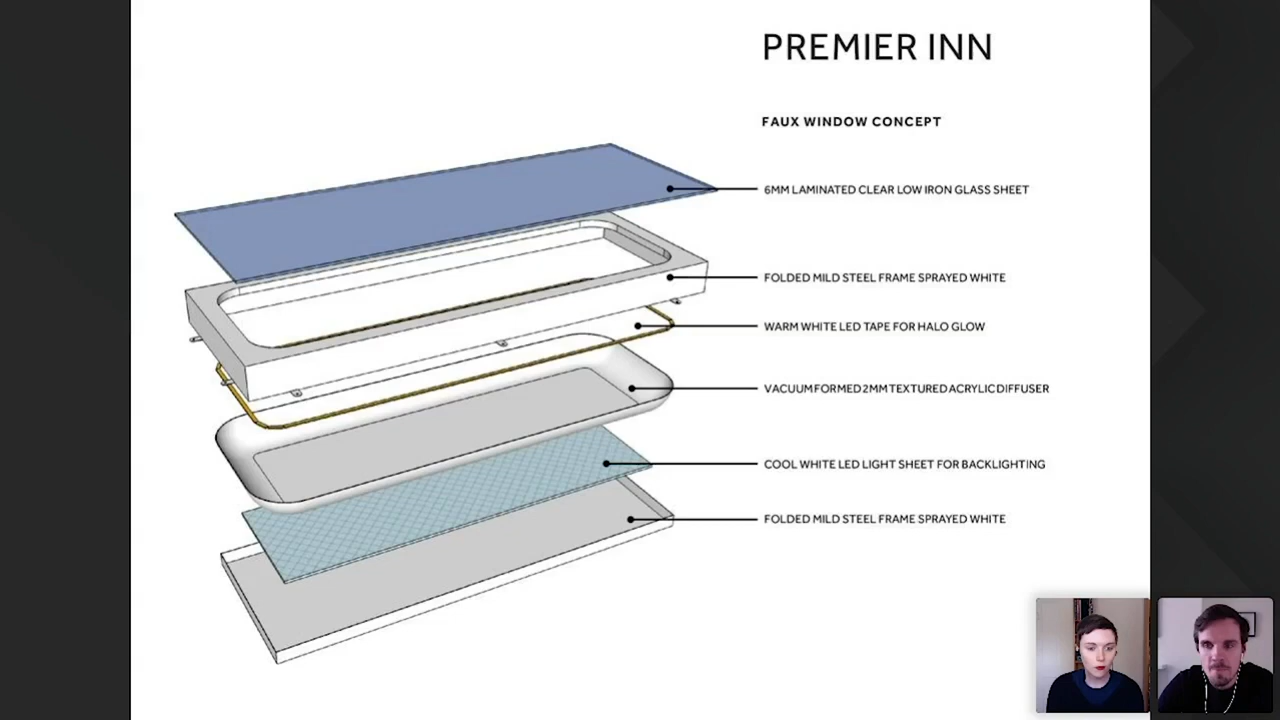 PREMIER INN
FAUX WINDOW CONCEPT
6MM LAMINATED CLEAR LOW IRON GLASS SHEET
FOLDED MILD STEEL FRAME SPRAYED WHITE
WARM WHITE LED TAPE FOR HALO GLOW
VACUUM FORMED 2MM TEXTURED ACRYLIC DIFFUSER
COOL WHITE LED LIGHT SHEET FOR BACKLIGHTING
FOLDED MILD STEEL FRAME SPRAYED WHITE